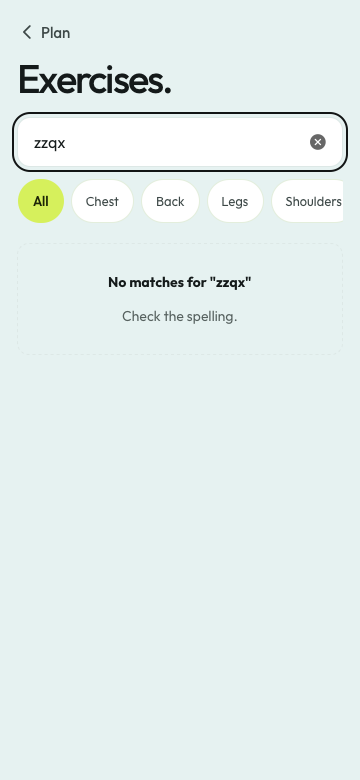 Plan
Exercises.
zzqx
All Chest Back Legs Shoulders
No matches for "zzqx"
Check the spelling.